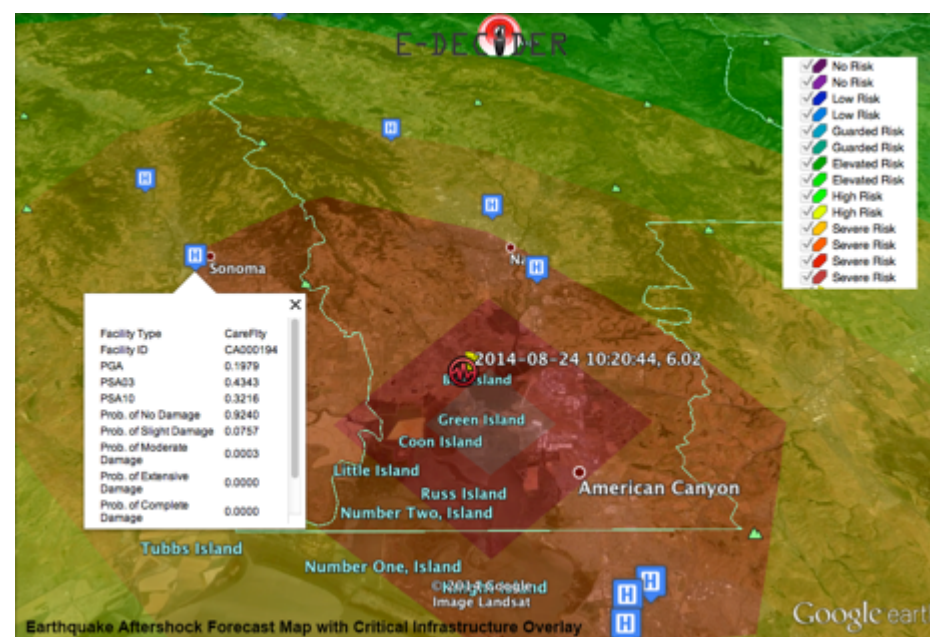 E-DECIDER
No Risk
No Risk
Low Risk
Low Risk
Guarded Risk
Guarded Risk
Elevated Risk
Elevated Risk
High Risk
High Risk
Severe Risk
Severe Risk
Severe Risk
Severe Risk
H
H
H
H
Sonoma
Na
H
Facility Type CareFlty
Facility ID CA000194
PGA 0.1979
PSA03 0.4343
PSA10 0.3216
Prob. of No Damage 0.9240
Prob. of Slight Damage 0.0757
Prob. of Moderate
Damage 0.0003
Prob. of Extensive
Damage 0.0000
Prob. of Complete
Damage 0.0000
2014-08-24 10:20:44, 6.02
Island
Green Island
Coon Island
Little Island
Russ Island
American Canyon
Number Two, Island
Tubbs Island
Number One, Island
H
H
Image Landsat
H
Google earth
Earthquake Aftershock Forecast Map with Critical Infrastructure Overlay